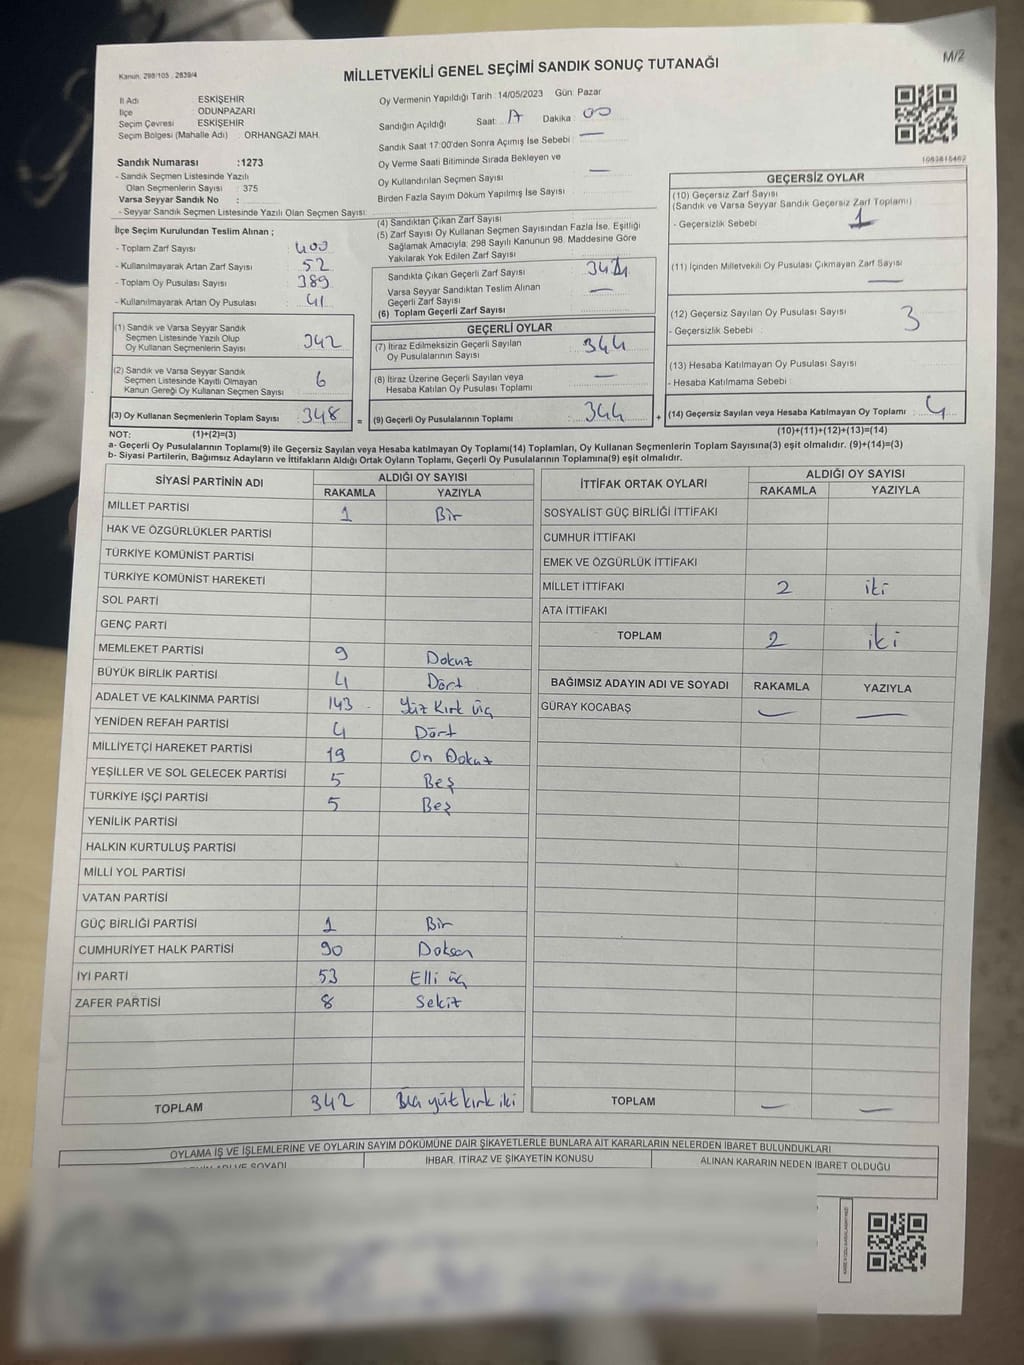 M/2
Kanun: 298/105 , 2839/4
MİLLETVEKİLİ GENEL SEÇİMİ SANDIK SONUÇ TUTANAĞI
İl Adı ESKİŞEHİR
İlçe ODUNPAZARI
Seçim Çevresi ESKİŞEHİR
Seçim Bölgesi (Mahalle Adı) ORHANGAZI MAH.
Sandık Numarası :1273
- Sandık Seçmen Listesinde Yazılı
Olan Seçmenlerin Sayısı : 375
Varsa Seyyar Sandık No :
- Seyyar Sandık Seçmen Listesinde Yazılı Olan Seçmen Sayısı:
Oy Vermenin Yapıldığı Tarih :14/05/2023 Gün: Pazar
Sandığın Açıldığı Saat: 17 Dakika 00
Sandık Saat 17:00'den Sonra Açımış İse Sebebi : —
Oy Verme Saati Bitiminde Sırada Bekleyen ve
Oy Kullandırılan Seçmen Sayısı —
Birden Fazla Sayım Döküm Yapılmış İse Sayısı :
1083816462
İlçe Seçim Kurulundan Teslim Alınan ;
- Toplam Zarf Sayısı : 400
- Kullanılmayarak Artan Zarf Sayısı : 52
- Toplam Oy Pusulası Sayısı : 389
- Kullanılmayarak Artan Oy Pusulası : 41
(1) Sandık ve Varsa Seyyar Sandık
Seçmen Listesinde Yazılı Olup
Oy Kullanan Seçmenlerin Sayısı : 342
(2) Sandık ve Varsa Seyyar Sandık
Seçmen Listesinde Kayıtlı Olmayan
Kanun Gereği Oy Kullanan Seçmen Sayısı : 6
(3) Oy Kullanan Seçmenlerin Toplam Sayısı : 348 =
(4) Sandıktan Çıkan Zarf Sayısı
(5) Zarf Sayısı Oy Kullanan Seçmen Sayısından Fazla İse, Eşitliği
Sağlamak Amacıyla; 298 Sayılı Kanunun 98. Maddesine Göre
Yakılarak Yok Edilen Zarf Sayısı :
Sandıkta Çıkan Geçerli Zarf Sayısı :
Varsa Seyyar Sandıktan Teslim Alınan
Geçerli Zarf Sayısı : —
(6) Toplam Geçerli Zarf Sayısı :
GEÇERLİ OYLAR
(7) İtiraz Edilmeksizin Geçerli Sayılan
Oy Pusulalarının Sayısı : 344
(8) İtiraz Üzerine Geçerli Sayılan veya
Hesaba Katılan Oy Pusulası Toplamı : —
(9) Geçerli Oy Pusulalarının Toplamı : 344 +
GEÇERSİZ OYLAR
(10) Geçersiz Zarf Sayısı
(Sandık ve Varsa Seyyar Sandık Geçersiz Zarf Toplamı)
- Geçersizlik Sebebi : 1
(11) İçinden Milletvekili Oy Pusulası Çıkmayan Zarf Sayısı
—
(12) Geçersiz Sayılan Oy Pusulası Sayısı : 3
- Geçersizlik Sebebi :
(13) Hesaba Katılmayan Oy Pusulası Sayısı :
- Hesaba Katılmama Sebebi :
(14) Geçersiz Sayılan veya Hesaba Katılmayan Oy Toplamı : 4
NOT: (1)+(2)=(3)
(10)+(11)+(12)+(13)=(14)
a- Geçerli Oy Pusulalarının Toplamı(9) ile Geçersiz Sayılan veya Hesaba katılmayan Oy Toplamı(14) Toplamları, Oy Kullanan Seçmenlerin Toplam Sayısına(3) eşit olmalıdır. (9)+(14)=(3)
b- Siyasi Partilerin, Bağımsız Adayların ve İttifakların Aldığı Ortak Oyların Toplamı, Geçerli Oy Pusulalarının Toplamına(9) eşit olmalıdır.
SİYASİ PARTİNİN ADI ALDIĞI OY SAYISI
RAKAMLA YAZIYLA
MİLLET PARTİSİ 1 Bir
HAK VE ÖZGÜRLÜKLER PARTİSİ
TÜRKİYE KOMÜNİST PARTİSİ
TÜRKİYE KOMÜNİST HAREKETİ
SOL PARTİ
GENÇ PARTİ
MEMLEKET PARTİSİ 9 Dokuz
BÜYÜK BİRLİK PARTİSİ 4 Dört
ADALET VE KALKINMA PARTİSİ 143 Yüz Kırk üç
YENİDEN REFAH PARTİSİ 4 Dört
MİLLİYETÇİ HAREKET PARTİSİ 19 On Dokuz
YEŞİLLER VE SOL GELECEK PARTİSİ 5 Beş
TÜRKİYE İŞÇİ PARTİSİ 5 Beş
YENİLİK PARTİSİ
HALKIN KURTULUŞ PARTİSİ
MİLLİ YOL PARTİSİ
VATAN PARTİSİ
GÜÇ BİRLİĞİ PARTİSİ 1 Bir
CUMHURİYET HALK PARTİSİ 90 Doksan
İYİ PARTİ 53 Elli üç
ZAFER PARTİSİ 8 Sekiz
TOPLAM 342 yüz kırk iki
İTTİFAK ORTAK OYLARI ALDIĞI OY SAYISI
RAKAMLA YAZIYLA
SOSYALİST GÜÇ BİRLİĞİ İTTİFAKI
CUMHUR İTTİFAKI
EMEK VE ÖZGÜRLÜK İTTİFAKI
MİLLET İTTİFAKI 2 iki
ATA İTTİFAKI
TOPLAM 2 iki
BAĞIMSIZ ADAYIN ADI VE SOYADI RAKAMLA YAZIYLA
GÜRAY KOCABAŞ — —
TOPLAM — —
OYLAMA İŞ VE İŞLEMLERİNE VE OYLARIN SAYIM DÖKÜMÜNE DAİR ŞİKAYETLERLE BUNLARA AİT KARARLARIN NELERDEN İBARET BULUNDUKLARI
VE SOYADI İHBAR, İTİRAZ VE ŞİKAYETİN KONUSU ALINAN KARARIN NEDEN İBARET OLDUĞU